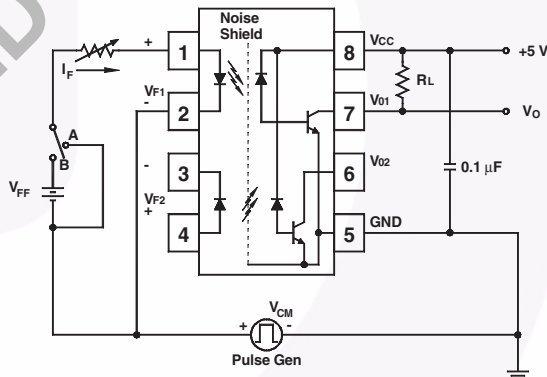 Noise
Shield
+
1
8
VCC
+5 V
IF
RL
VF1
-
2
7
V01
VO
A
B
-
3
6
V02
VFF
VF2
+
0.1 µF
4
5
GND
VCM
+
-
Pulse Gen